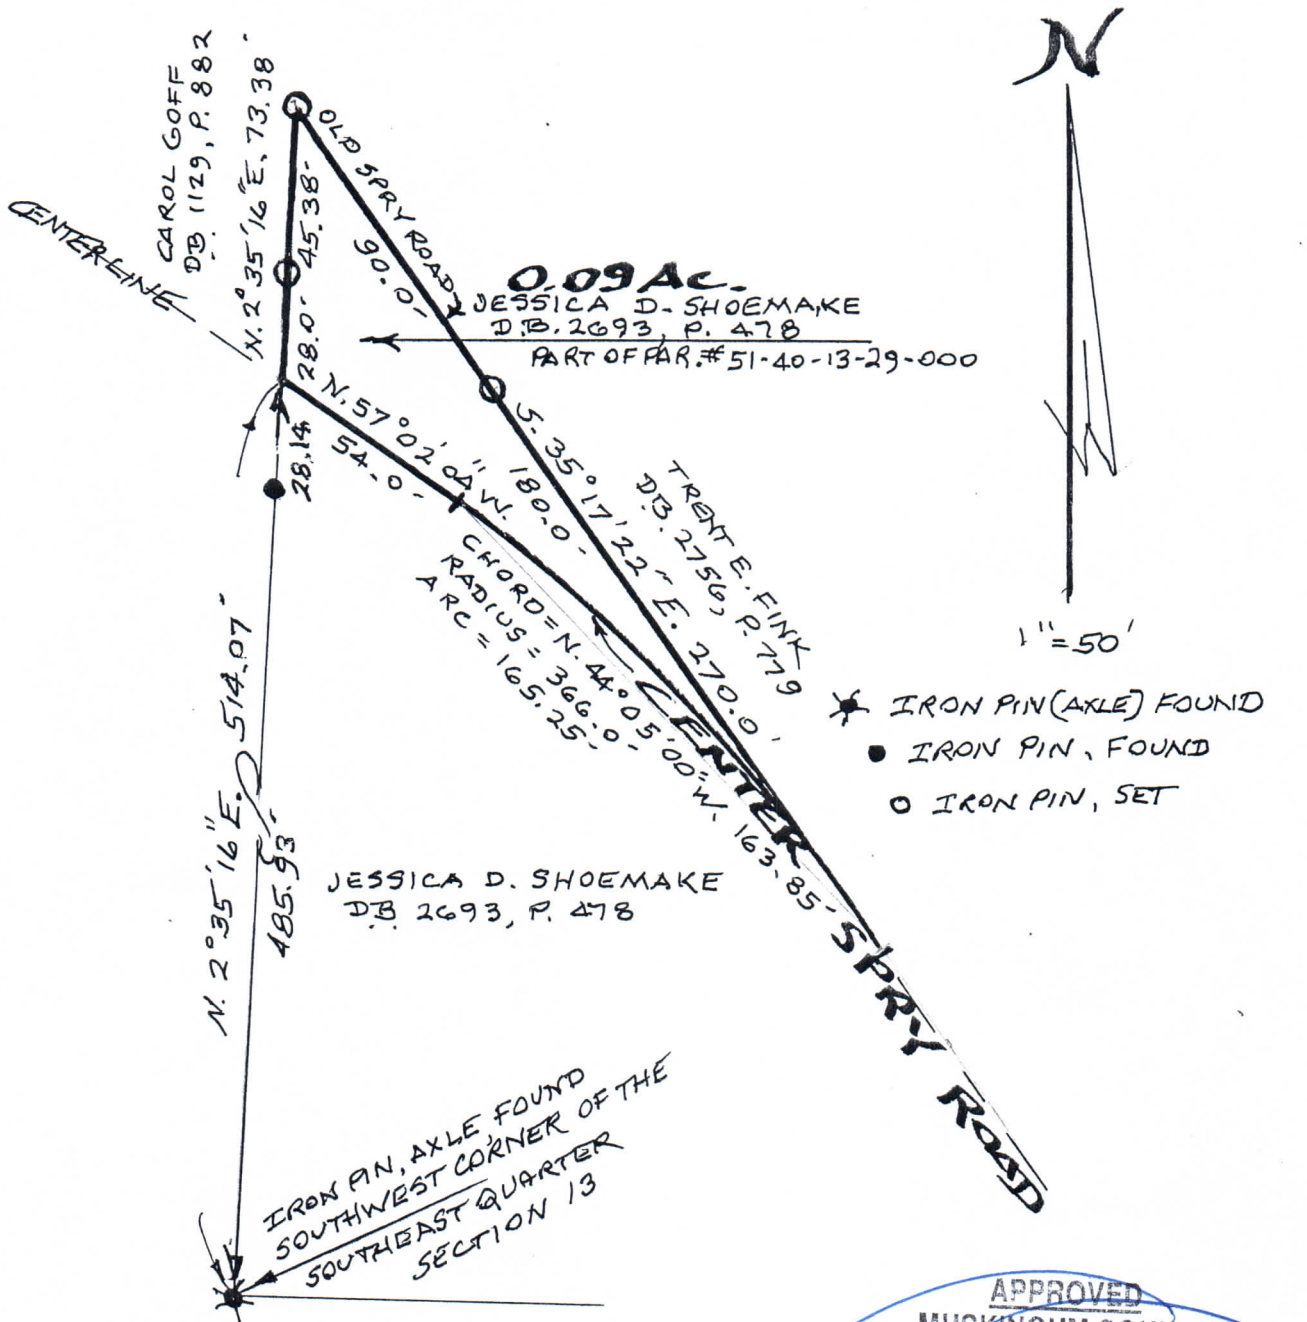 N
CAROL GOFF
D.B. 1129, P. 882
N. 2° 35' 16" E. 73.38'
OLD SPRY ROAD
45.38'
90.0'
CENTERLINE
28.0'
0.09 AC.
JESSICA D. SHOEMAKE
D.B. 2693, P. 478
PART OF PAR. # 51-40-13-29-000
N. 57° 02' 04" W.
54.0'
28.14'
S. 35° 17' 22" E. 270.0'
180.0'
TRENT E. FINK
D.B. 2756, P. 779
CHORD = N. 44° 05' 00" W. 163.85'
RADIUS = 366.0'
ARC = 165.25'
1" = 50'
IRON PIN (AXLE) FOUND
IRON PIN, FOUND
IRON PIN, SET
CENTER SPRY ROAD
N. 2° 35' 16" E. 514.07'
485.93'
JESSICA D. SHOEMAKE
D.B. 2693, P. 478
IRON PIN, AXLE, FOUND
SOUTHWEST CORNER OF THE
SOUTHEAST QUARTER
SECTION 13
APPROVED